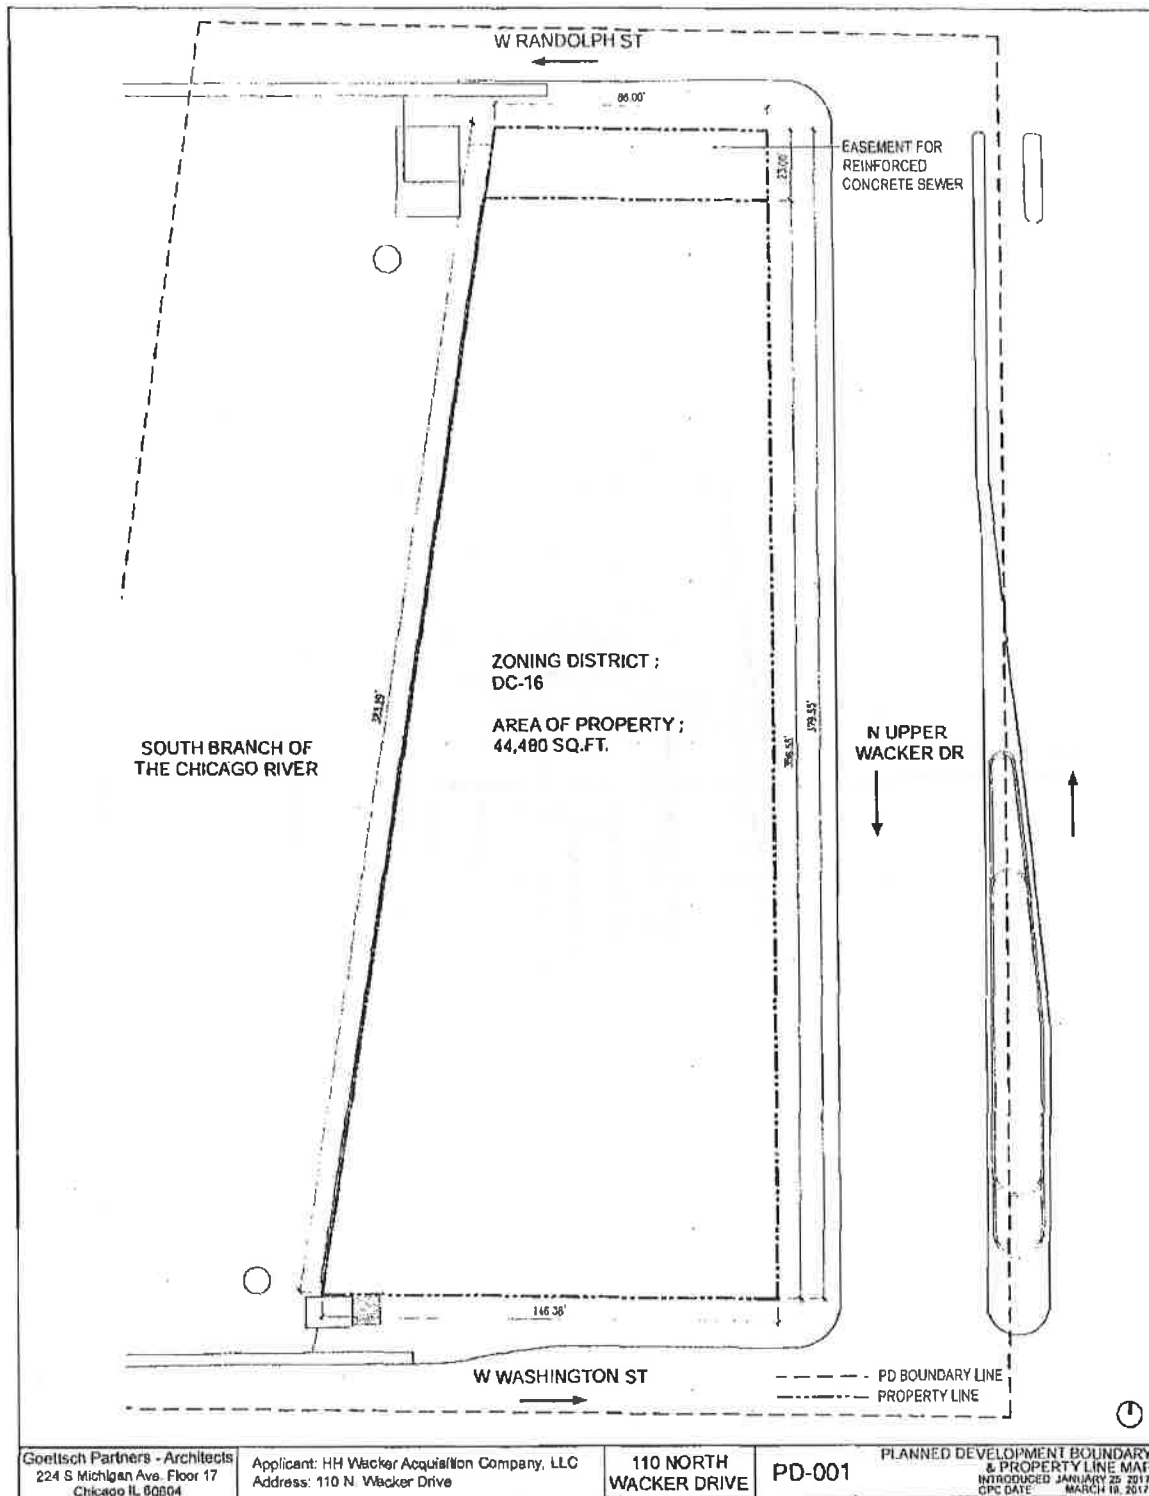 W RANDOLPH ST
86.00'
EASEMENT FOR
REINFORCED
CONCRETE SEWER
23.00'
ZONING DISTRICT ;
DC-16
AREA OF PROPERTY ;
44,480 SQ.FT.
SOUTH BRANCH OF
THE CHICAGO RIVER
356.55'
379.55'
N UPPER
WACKER DR
146.38'
W WASHINGTON ST
PD BOUNDARY LINE
PROPERTY LINE
Goettsch Partners - Architects
224 S Michigan Ave. Floor 17
Chicago IL 60604
Applicant: HH Wacker Acquisition Company, LLC
Address: 110 N. Wacker Drive
110 NORTH
WACKER DRIVE
PD-001
PLANNED DEVELOPMENT BOUNDARY
& PROPERTY LINE MAP
INTRODUCED JANUARY 25 2017
CPC DATE: MARCH 16, 2017